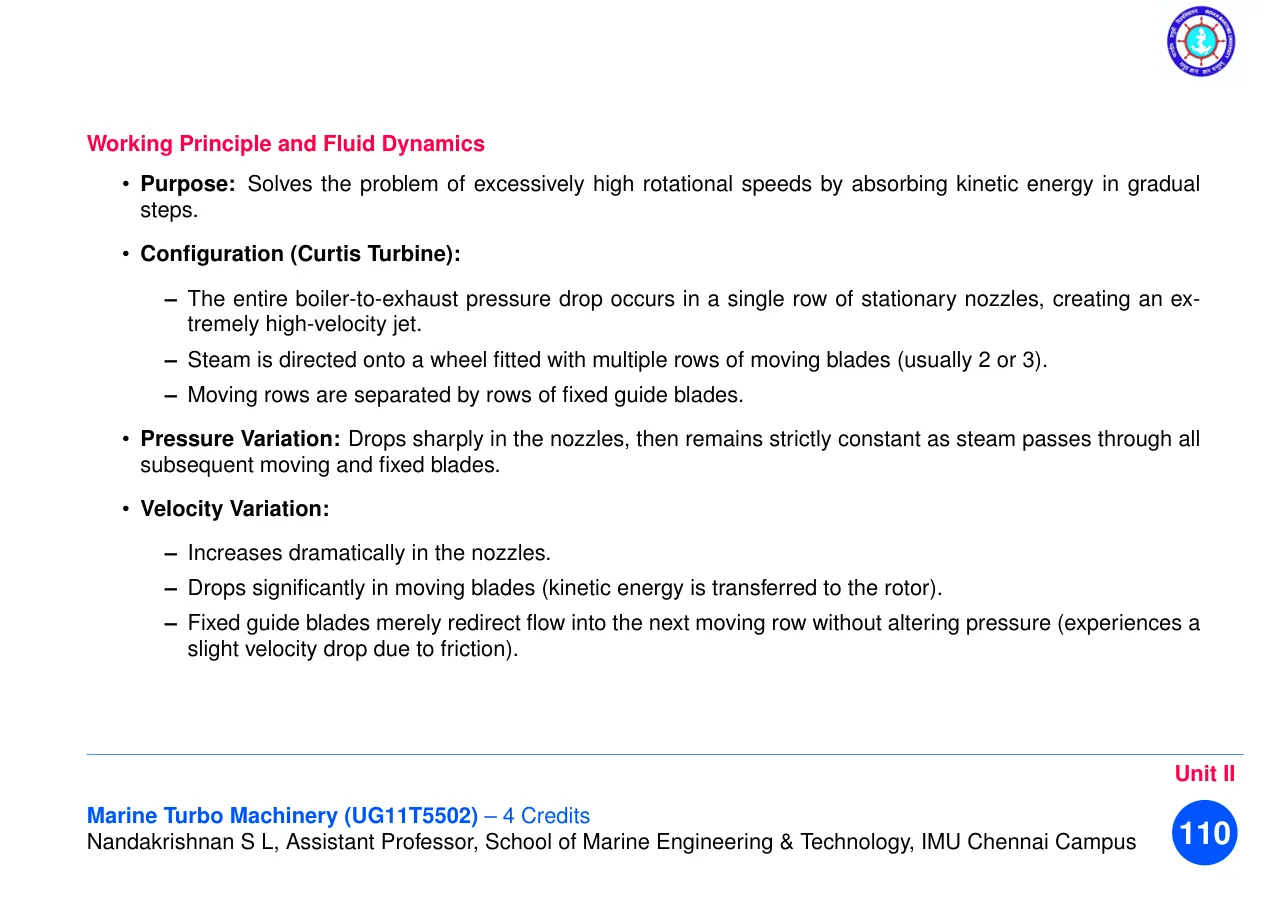 Working Principle and Fluid Dynamics
• Purpose: Solves the problem of excessively high rotational speeds by absorbing kinetic energy in gradual
steps.
• Configuration (Curtis Turbine):
– The entire boiler-to-exhaust pressure drop occurs in a single row of stationary nozzles, creating an ex-
tremely high-velocity jet.
– Steam is directed onto a wheel fitted with multiple rows of moving blades (usually 2 or 3).
– Moving rows are separated by rows of fixed guide blades.
• Pressure Variation: Drops sharply in the nozzles, then remains strictly constant as steam passes through all
subsequent moving and fixed blades.
• Velocity Variation:
– Increases dramatically in the nozzles.
– Drops significantly in moving blades (kinetic energy is transferred to the rotor).
– Fixed guide blades merely redirect flow into the next moving row without altering pressure (experiences a
slight velocity drop due to friction).
Unit II
Marine Turbo Machinery (UG11T5502) – 4 Credits
Nandakrishnan S L, Assistant Professor, School of Marine Engineering & Technology, IMU Chennai Campus
110